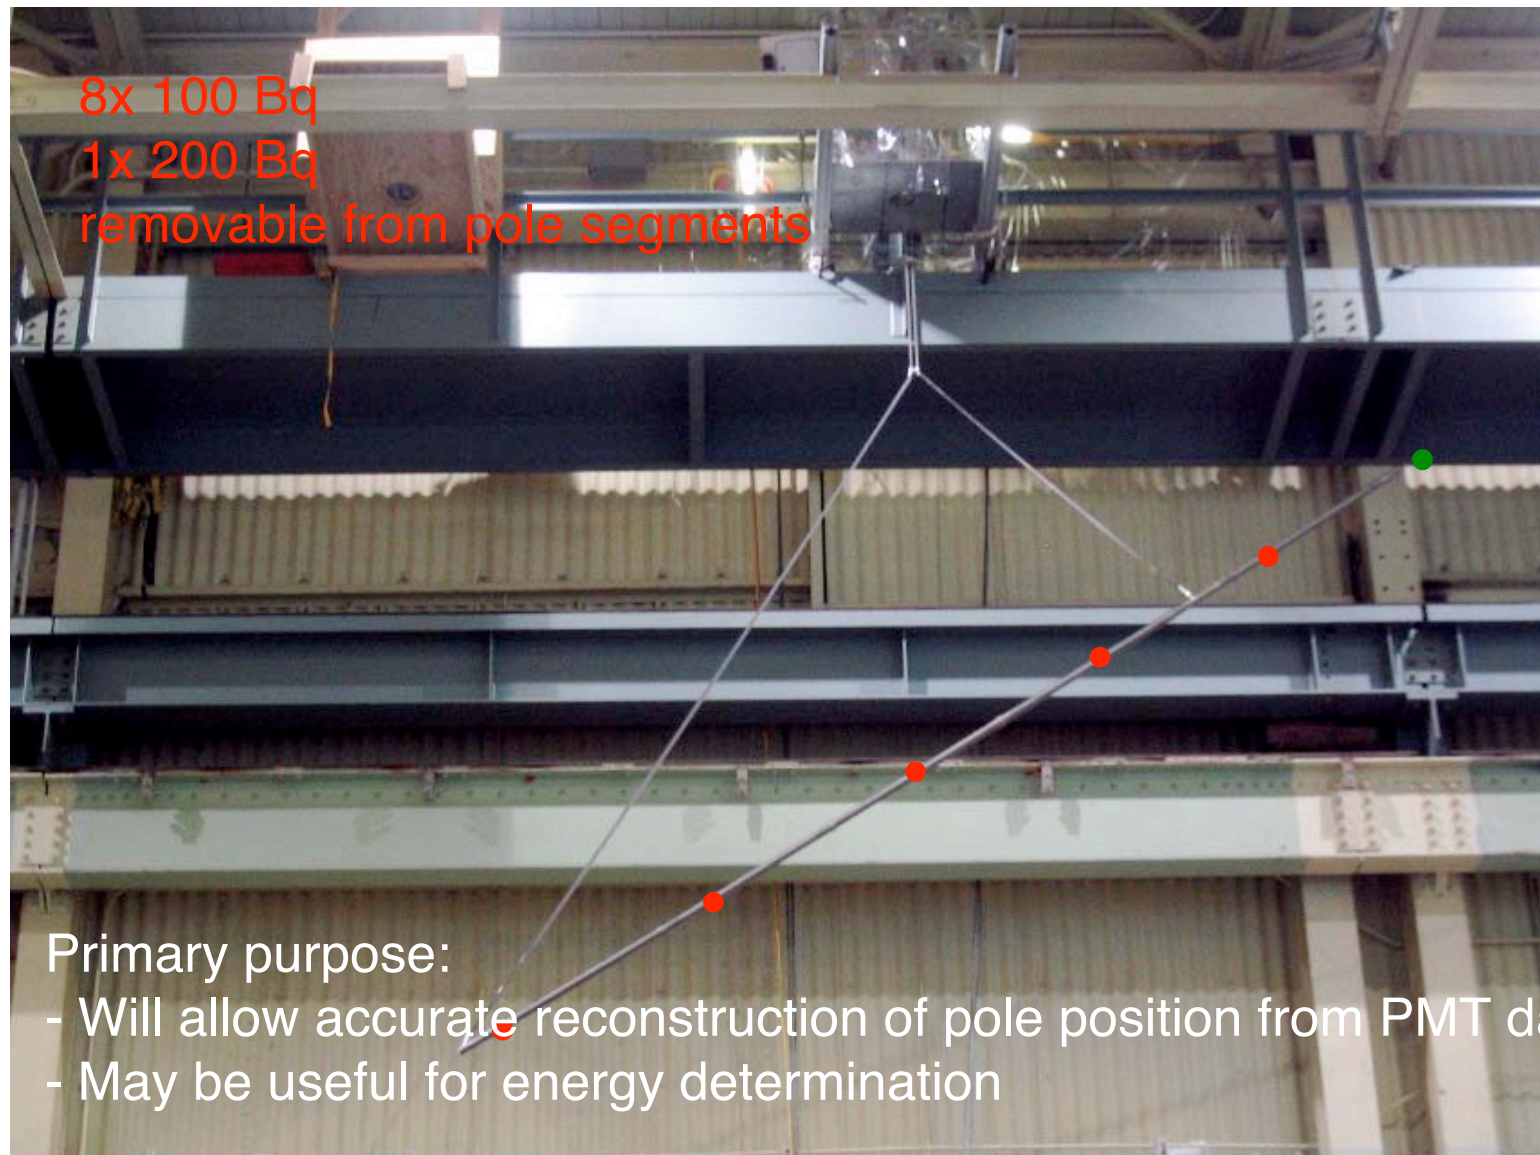 8x 100 Bq
1x 200 Bq
removable from pole segments
Primary purpose:
- Will allow accurate reconstruction of pole position from PMT
- May be useful for energy determination